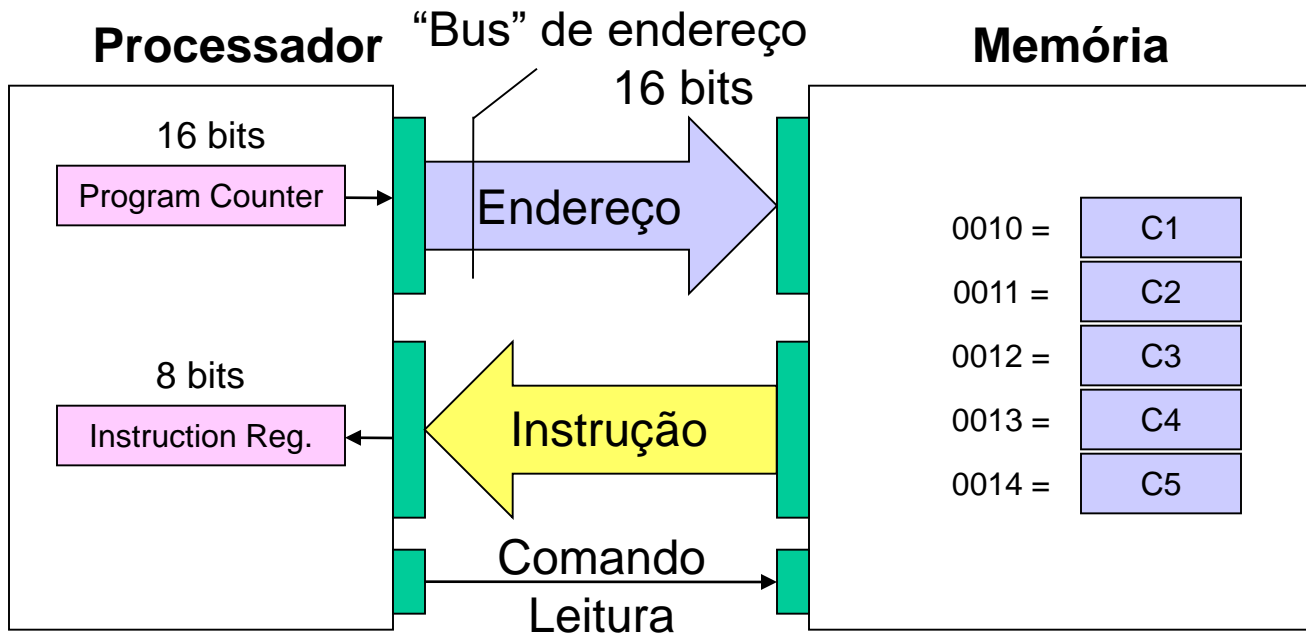 Processador
“Bus” de endereço
16 bits
Memória
16 bits
Program Counter
Endereço
8 bits
Instruction Reg.
Instrução
Comando
Leitura
0010 = C1
0011 = C2
0012 = C3
0013 = C4
0014 = C5